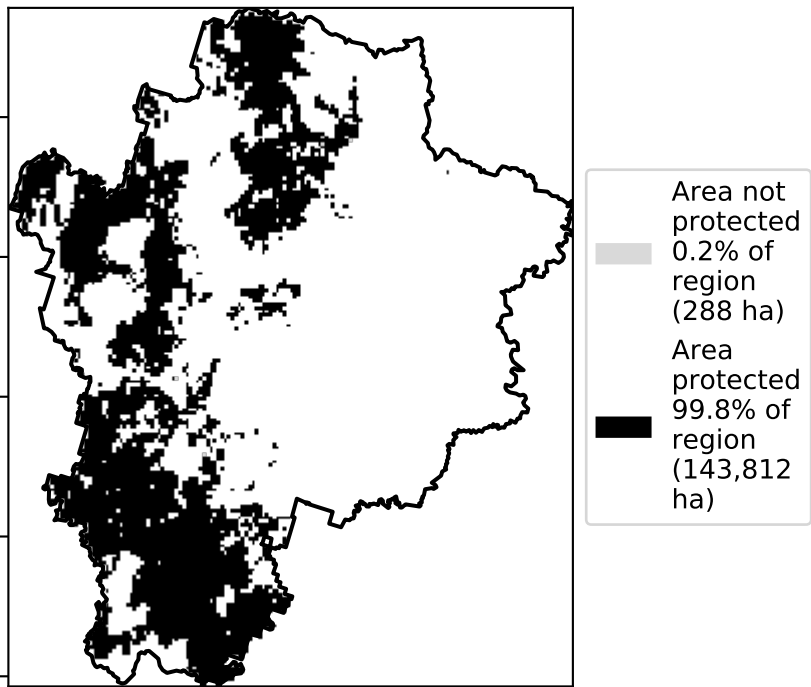 Area not
protected
0.2% of
region
(288 ha)
Area
protected
99.8% of
region
(143,812
ha)